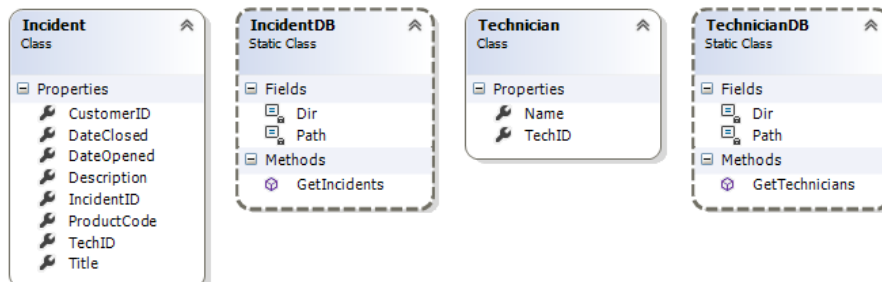 Incident
Class
Properties
CustomerID
DateClosed
DateOpened
Description
IncidentID
ProductCode
TechID
Title
IncidentDB
Static Class
Fields
Dir
Path
Methods
GetIncidents
Technician
Class
Properties
Name
TechID
TechnicianDB
Static Class
Fields
Dir
Path
Methods
GetTechnicians